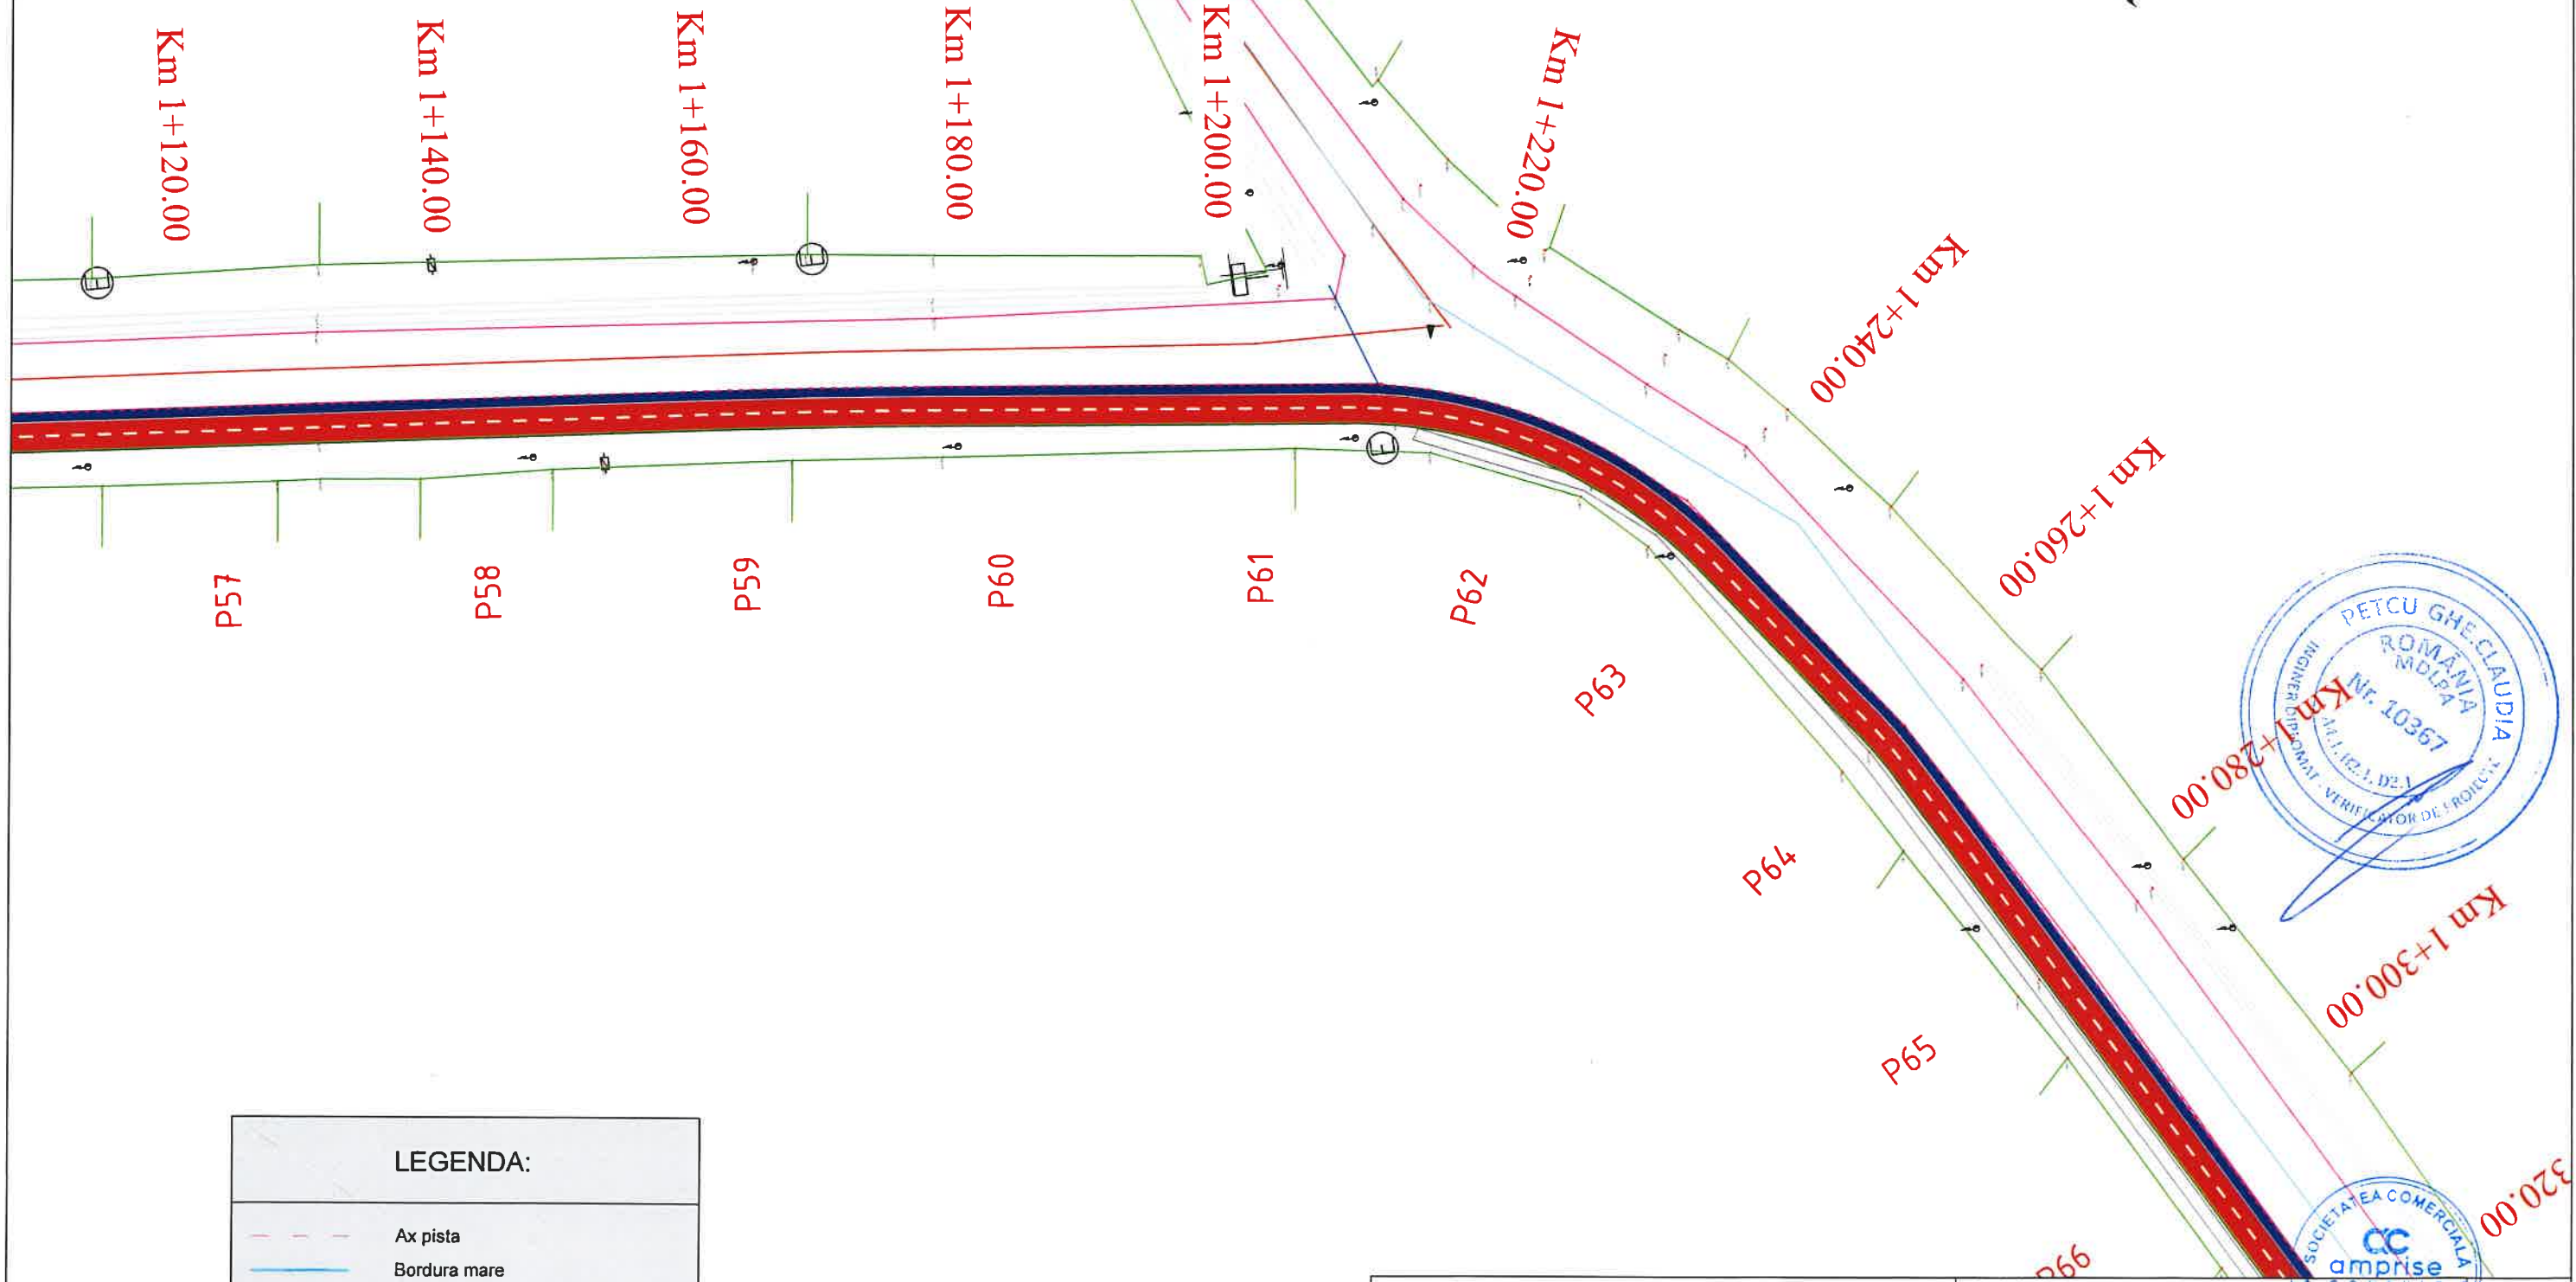 Km 1+120.00
Km 1+140.00
Km 1+160.00
Km 1+180.00
Km 1+200.00
Km 1+220.00
Km 1+240.00
Km 1+260.00
Km 1+280.00
Km 1+300.00
320.00
P57
P58
P59
P60
P61
P62
P63
P64
P65
P66
PETCU GHE.CLAUDIA
ROMÂNIA
MDLPA
Nr. 10367
INGINER DIPLOMAT - VERIFICATOR DE PROIECTE
LEGENDA:
Ax pista
Bordura mare
SOCIETATEA COMERCIALA
amprise